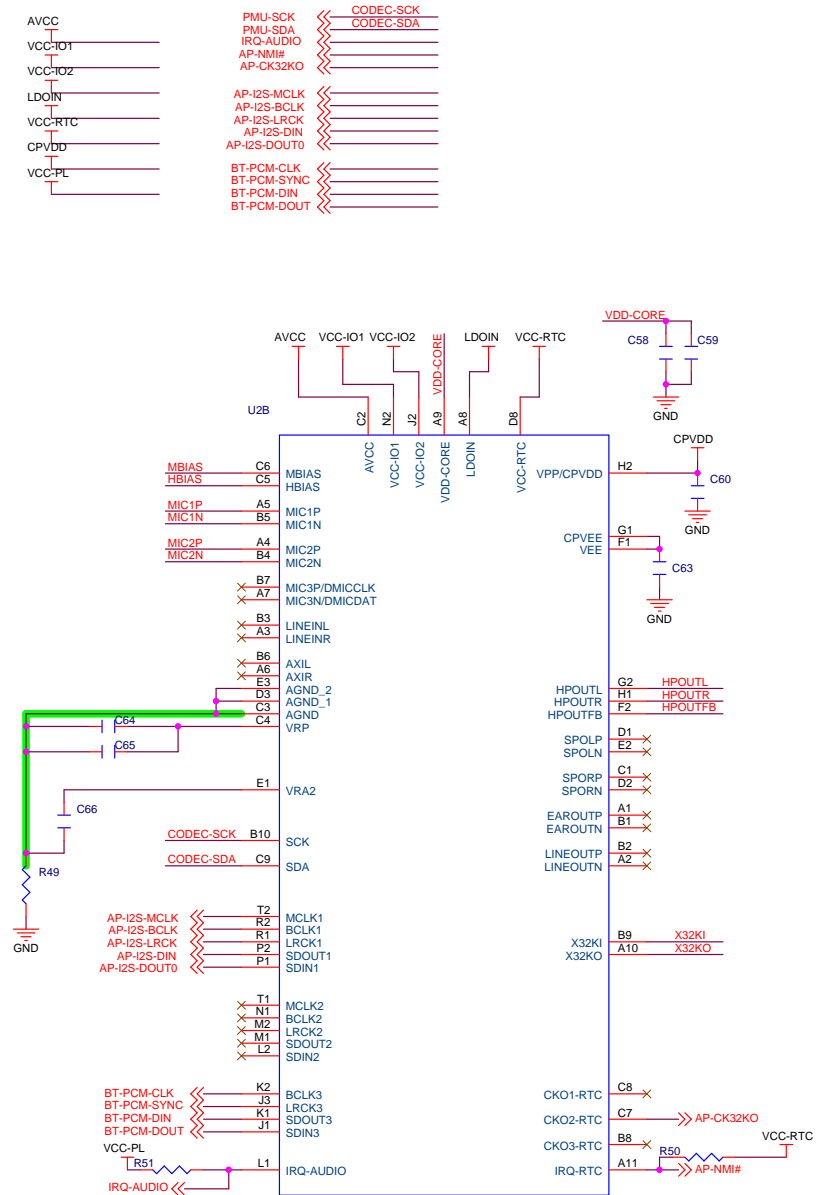 AVCC
VCC-IO1
VCC-IO2
LDOIN
VCC-RTC
CPVDD
VCC-PL
PMU-SCK CODEC-SCK
PMU-SDA CODEC-SDA
IRQ-AUDIO
AP-NMI#
AP-CK32KO
AP-I2S-MCLK
AP-I2S-BCLK
AP-I2S-LRCK
AP-I2S-DIN
AP-I2S-DOUT0
BT-PCM-CLK
BT-PCM-SYNC
BT-PCM-DIN
BT-PCM-DOUT
VDD-CORE
C58 C59
GND
AVCC VCC-IO1 VCC-IO2 VDD-CORE LDOIN VCC-RTC
U2B
C2 N2 J2 A9 A8 D8
AVCC VCC-IO1 VCC-IO2 VDD-CORE LDOIN VCC-RTC
CPVDD
VPP/CPVDD H2
C60
GND
CPVEE G1
VEE F1
C63
GND
MBIAS C6 MBIAS
HBIAS C5 HBIAS
MIC1P A5 MIC1P
MIC1N B5 MIC1N
MIC2P A4 MIC2P
MIC2N B4 MIC2N
B7 MIC3P/DMICCLK
A7 MIC3N/DMICDAT
B3 LINEINL
A3 LINEINR
B6 AXIL
A6 AXIR
E3 AGND_2
D3 AGND_1
C3 AGND
C64 C4 VRP
C65
E1 VRA2
C66
CODEC-SCK B10 SCK
CODEC-SDA C9 SDA
R49
GND
AP-I2S-MCLK T2 MCLK1
AP-I2S-BCLK R2 BCLK1
AP-I2S-LRCK R1 LRCK1
AP-I2S-DIN P2 SDOUT1
AP-I2S-DOUT0 P1 SDIN1
T1 MCLK2
N1 BCLK2
M2 LRCK2
M1 SDOUT2
L2 SDIN2
BT-PCM-CLK K2 BCLK3
BT-PCM-SYNC J3 LRCK3
BT-PCM-DIN K1 SDOUT3
BT-PCM-DOUT J1 SDIN3
VCC-PL
R51 L1 IRQ-AUDIO
IRQ-AUDIO
HPOUTL G2 HPOUTL
HPOUTR H1 HPOUTR
HPOUTFB F2 HPOUTFB
SPOLP D1
SPOLN E2
SPORP C1
SPORN D2
EAROUTP A1
EAROUTN B1
LINEOUTP B2
LINEOUTN A2
X32KI B9 X32KI
X32KO A10 X32KO
CKO1-RTC C8
CKO2-RTC C7 AP-CK32KO
CKO3-RTC B8
VCC-RTC
R50
IRQ-RTC A11 AP-NMI#